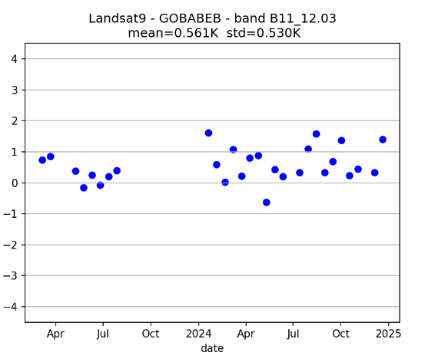 Landsat9 - GOBABEB - band B11_12.03
mean=0.561K  std=0.530K
4
3
2
1
0
−1
−2
−3
−4
Apr
Jul
Oct
2024
Apr
Jul
Oct
2025
date